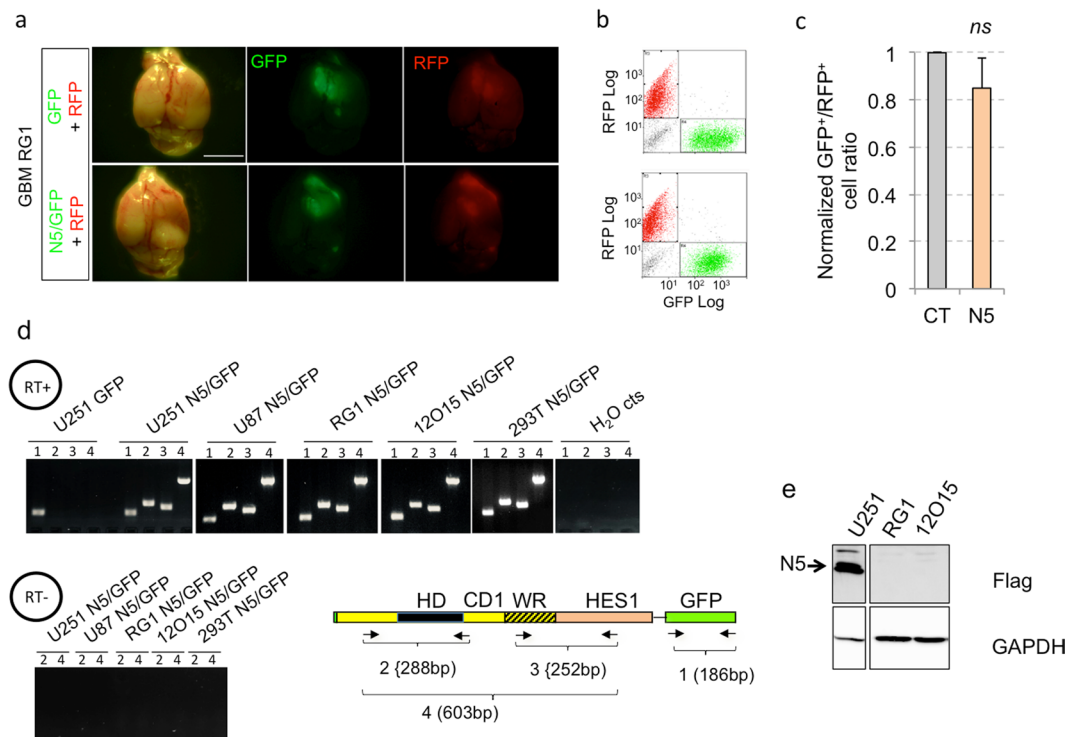 a
GBM RG1
GFP + RFP
N5/GFP + RFP
GFP
RFP
b
RFP Log
10³
10²
10¹
RFP Log
10³
10²
10¹
10¹ 10² 10³
GFP Log
c
ns
Normalized GFP⁺/RFP⁺ cell ratio
1
0.8
0.6
0.4
0.2
0
CT N5
d
RT+
U251 GFP
U251 N5/GFP
U87 N5/GFP
RG1 N5/GFP
12O15 N5/GFP
293T N5/GFP
H₂O cts
1 2 3 4 1 2 3 4 1 2 3 4 1 2 3 4 1 2 3 4 1 2 3 4 1 2 3 4
RT-
U251 N5/GFP
U87 N5/GFP
RG1 N5/GFP
12O15 N5/GFP
293T N5/GFP
2 4 2 4 2 4 2 4 2 4
HD CD1 WR HES1 GFP
2 {288bp)
3 {252bp)
1 (186bp)
4 (603bp)
e
U251
RG1
12O15
N5
Flag
GAPDH